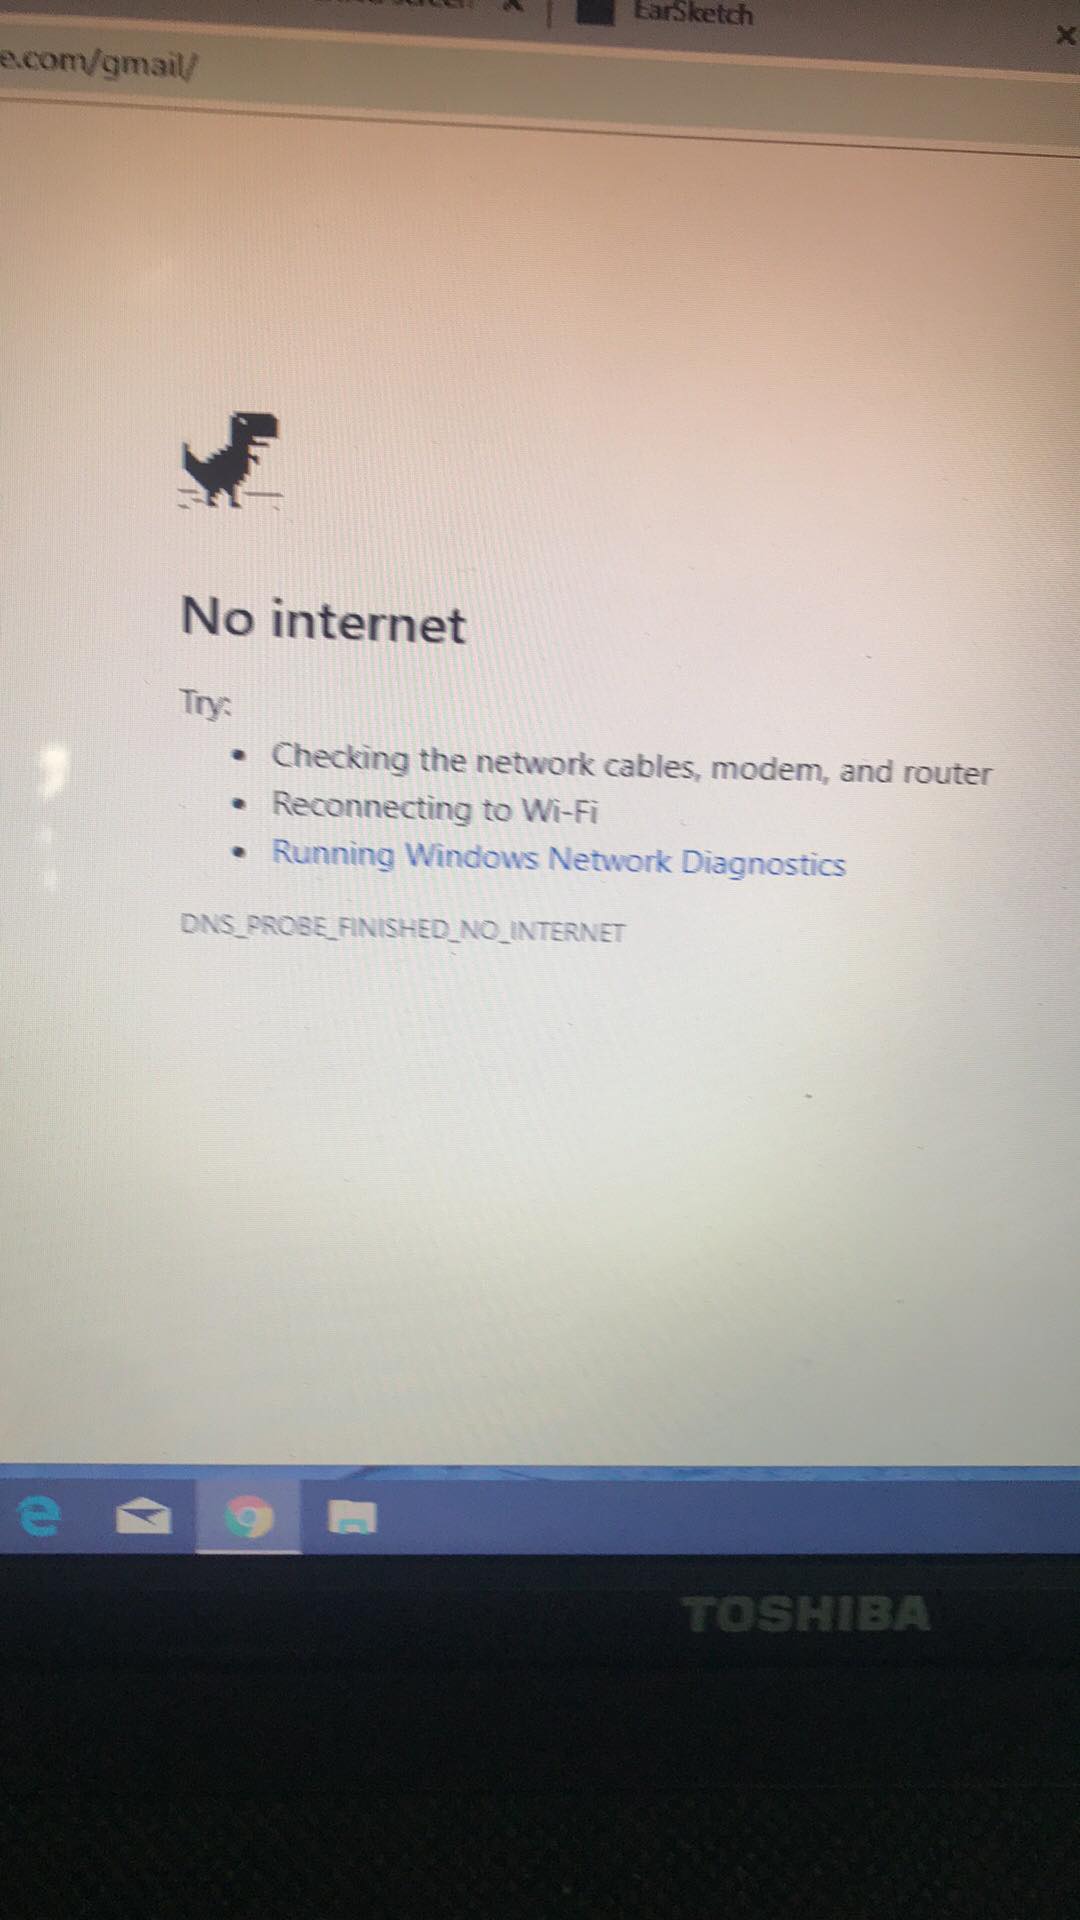 EarSketch
e.com/gmail/
No internet
Try:
• Checking the network cables, modem, and router
• Reconnecting to Wi-Fi
• Running Windows Network Diagnostics
DNS_PROBE_FINISHED_NO_INTERNET
TOSHIBA